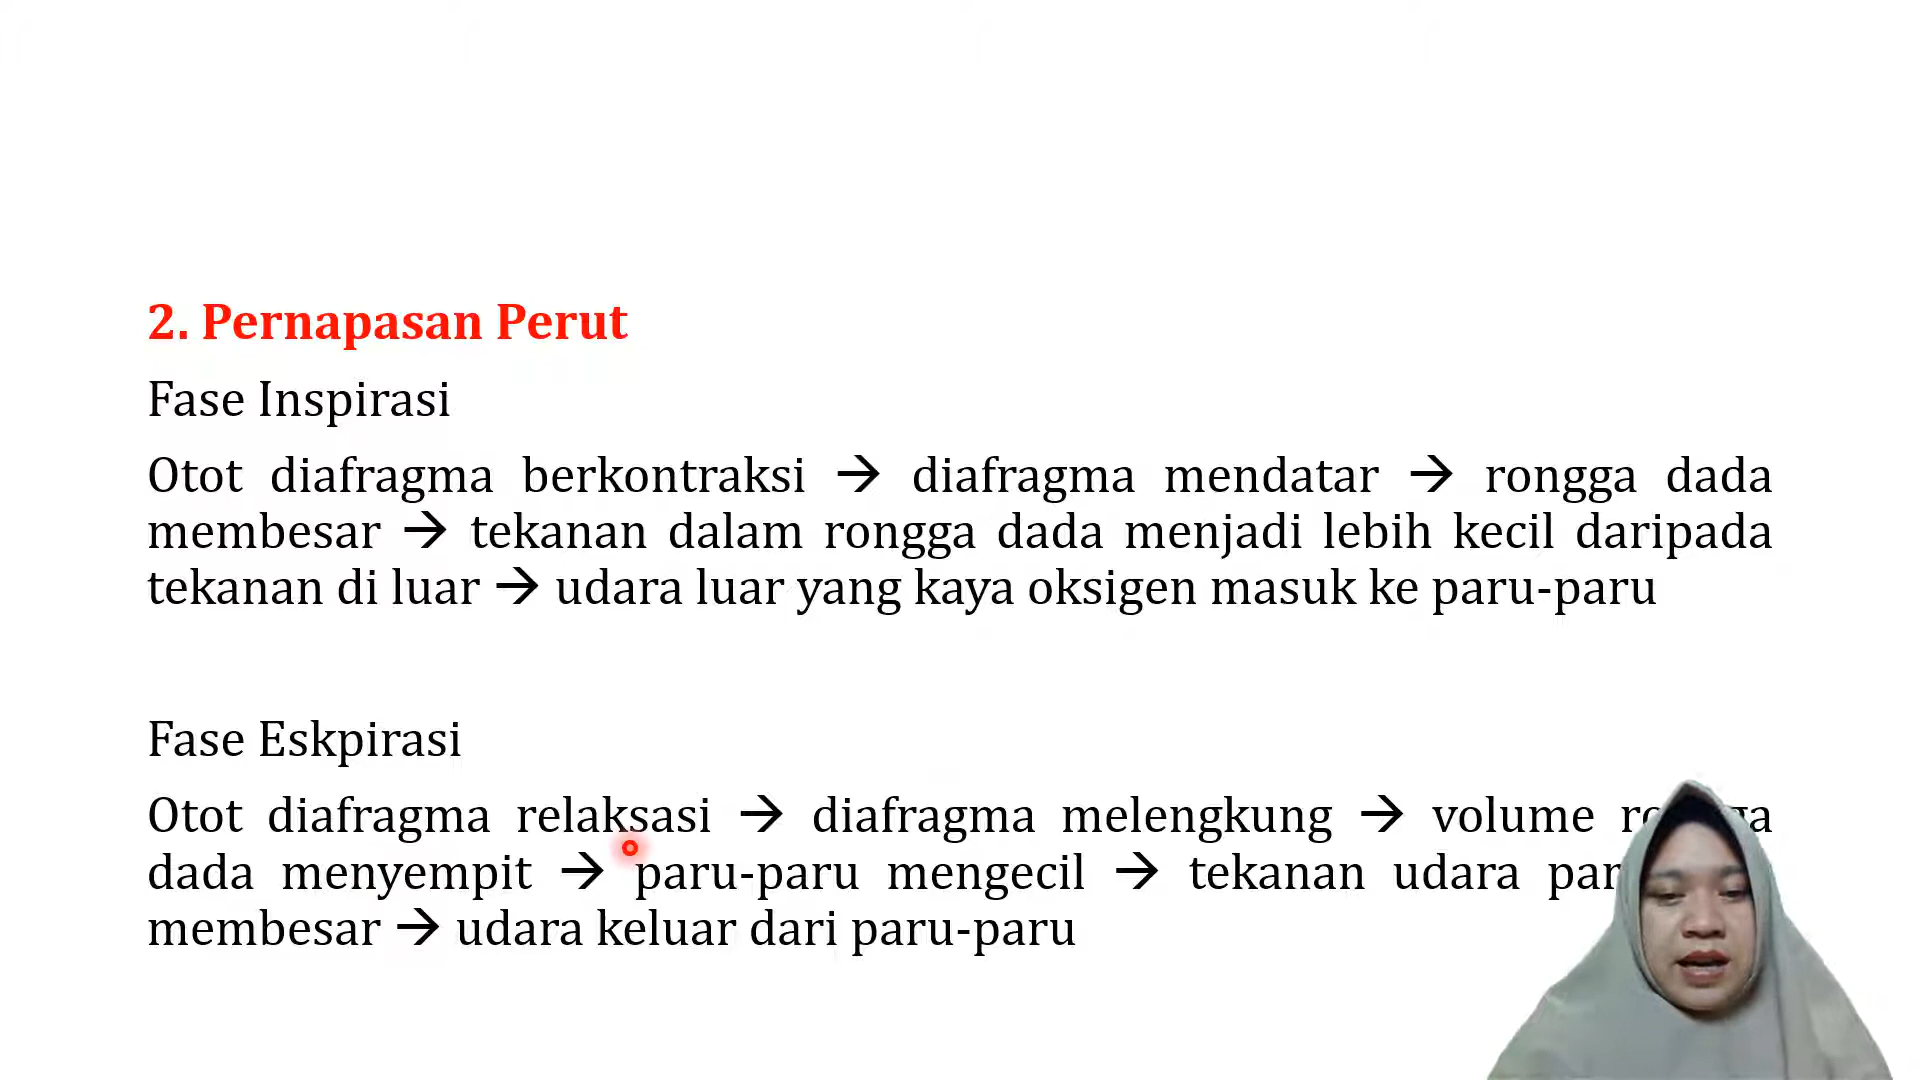 2. Pernapasan Perut
Fase Inspirasi
Otot diafragma berkontraksi → diafragma mendatar → rongga dada
membesar → tekanan dalam rongga dada menjadi lebih kecil daripada
tekanan di luar → udara luar yang kaya oksigen masuk ke paru-paru
Fase Eskpirasi
Otot diafragma relaksasi → diafragma melengkung → volume
dada menyempit → paru-paru mengecil → tekanan udara
membesar → udara keluar dari paru-paru